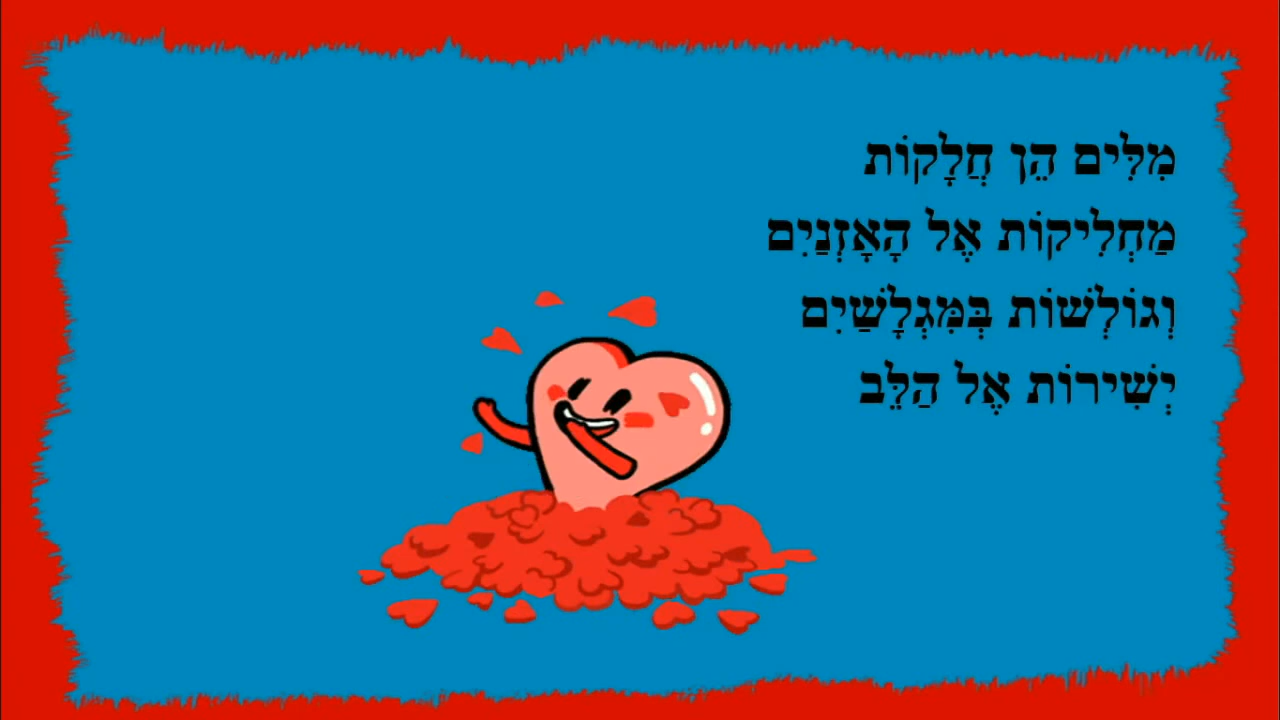 מִלִּים הֵן חֲלָקוֹת
מַחְלִיקוֹת אֶל הָאָזְנַיִם
וְגוֹלְשׁוֹת בְּמִּגְלָשַׁיִם
יְשִׁירוֹת אֶל הַלֵּב